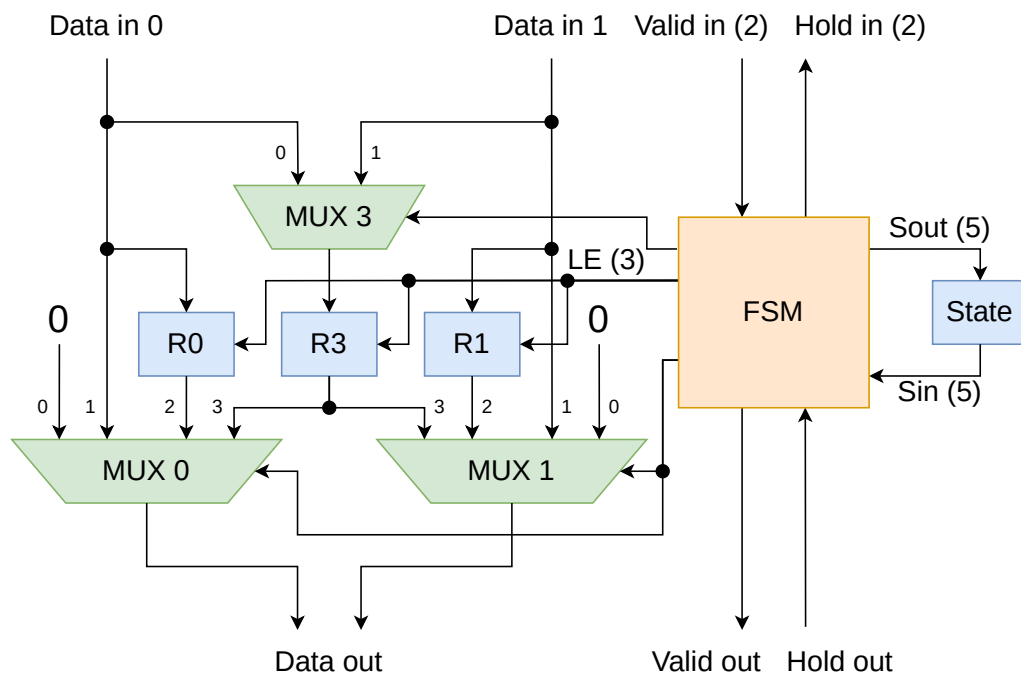 Data in 0
Data in 1
Valid in (2)
Hold in (2)
0
1
MUX 3
Sout (5)
LE (3)
FSM
State
0
R0
R3
R1
0
Sin (5)
0
1
2
3
3
2
1
0
MUX 0
MUX 1
Data out
Valid out
Hold out